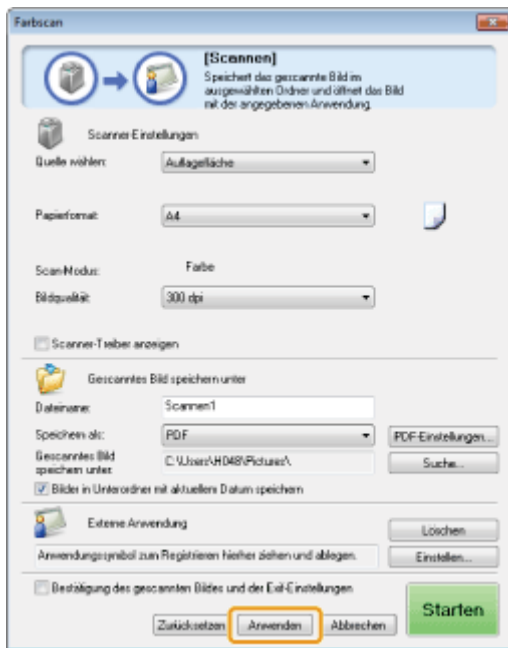 Farbscan
[Scannen]
Speichert das gescannte Bild im
ausgewählten Ordner und öffnet das Bild
mit der angegebenen Anwendung.
Scanner-Einstellungen
Quelle wählen: Auflagefläche
Papierformat: A4
Scan-Modus: Farbe
Bildqualität: 300 dpi
Scanner-Treiber anzeigen
Gescanntes Bild speichern unter
Dateiname: Scannen1
Speichern als: PDF PDF-Einstellungen...
Gescanntes Bild
speichern unter: C:\Users\HD48\Pictures\ Suche...
Bilder in Unterordner mit aktuellem Datum speichern
Externe Anwendung Löschen
Anwendungssymbol zum Registrieren hierher ziehen und ablegen. Einstellen...
Bestätigung des gescannten Bildes und der Exif-Einstellungen
Starten
Zurücksetzen Anwenden Abbrechen